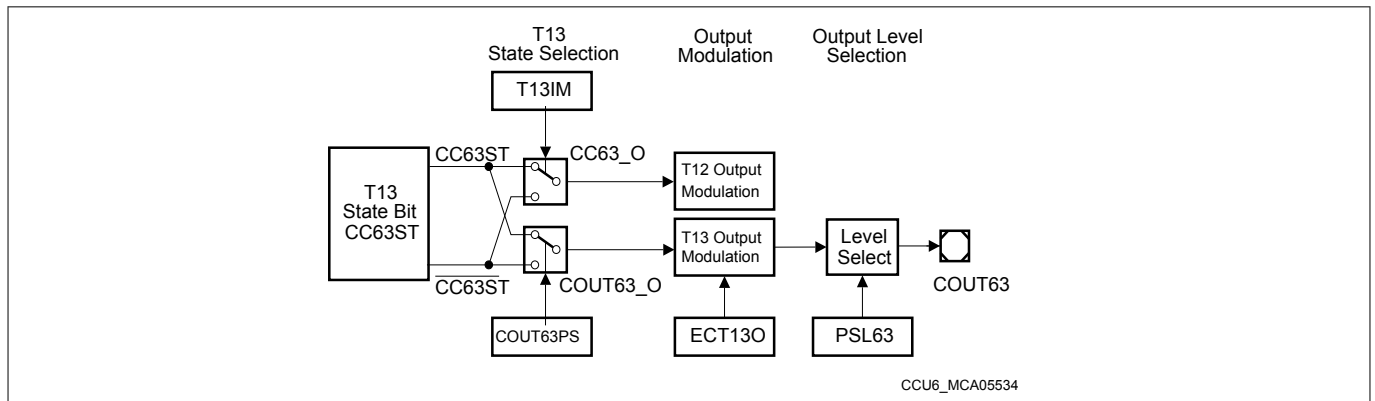 T13
State Selection
Output
Modulation
Output Level
Selection
T13IM
CC63ST
CC63_O
T13
State Bit
CC63ST
T12 Output
Modulation
T13 Output
Modulation
Level
Select
CC63ST
COUT63_O
COUT63
COUT63PS
ECT13O
PSL63
CCU6_MCA05534